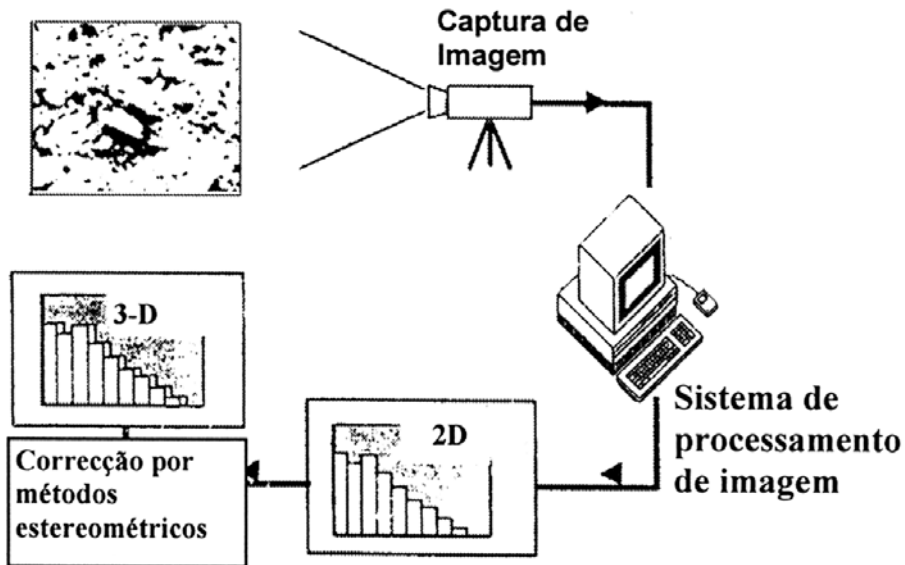 Captura de
Imagem
3-D
Sistema de
processamento
de imagem
2D
Correcção por
métodos
estereométricos